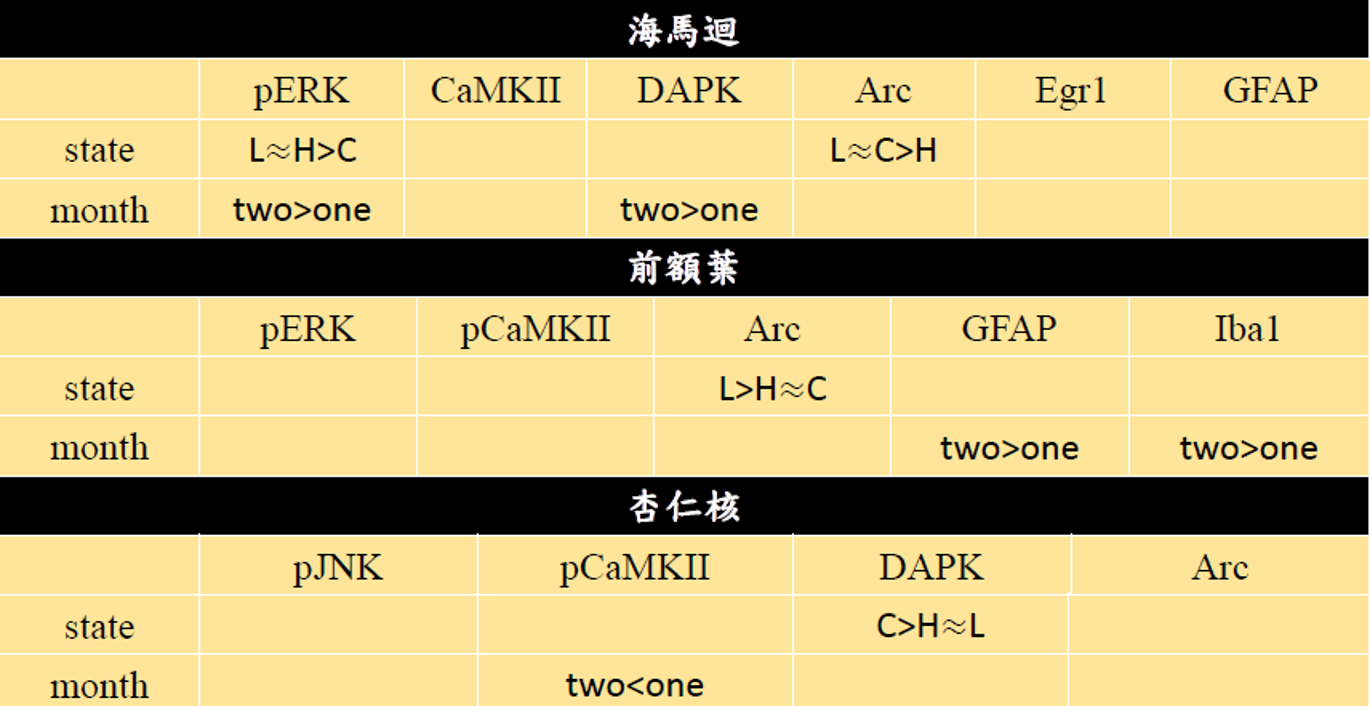 海馬迴
pERK CaMKII DAPK Arc Egr1 GFAP
state L≈H>C L≈C>H
month two>one two>one
前額葉
pERK pCaMKII Arc GFAP Iba1
state L>H≈C
month two>one two>one
杏仁核
pJNK pCaMKII DAPK Arc
state C>H≈L
month two<one